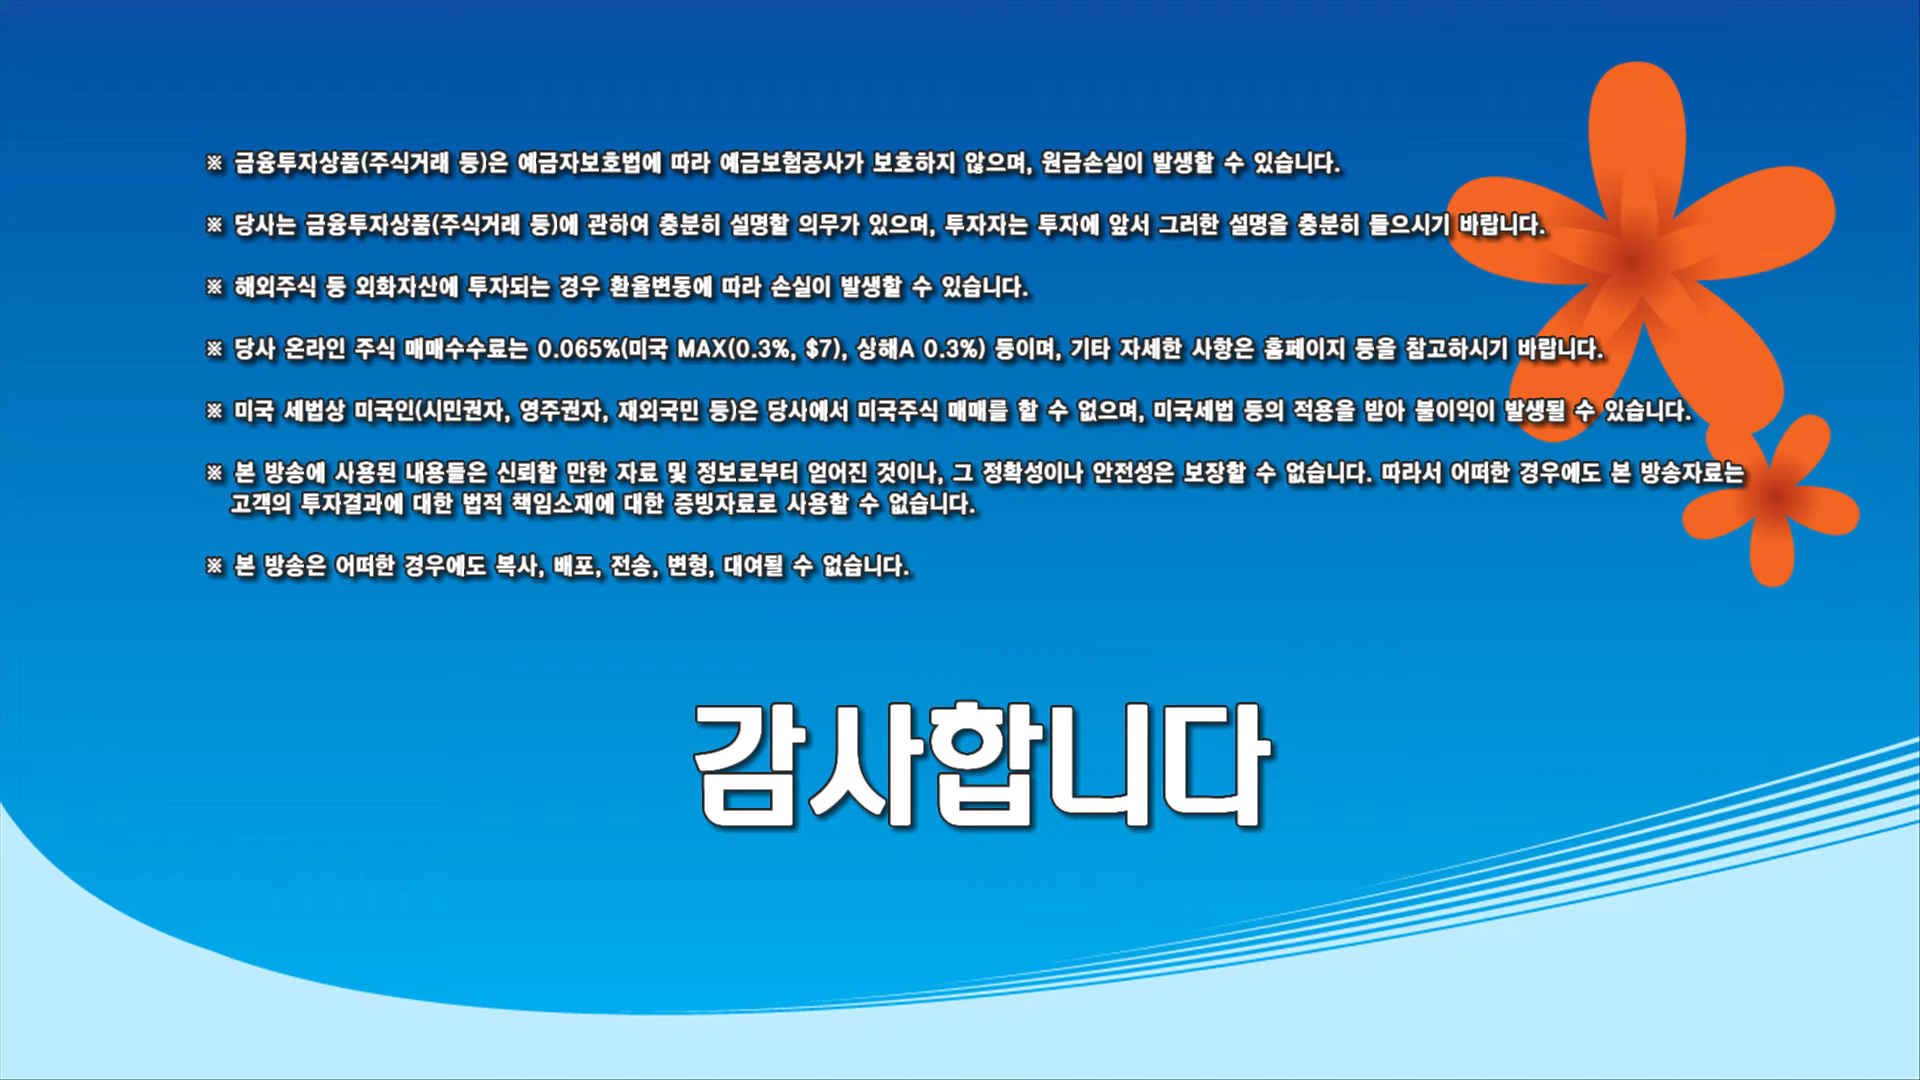 ※ 금융투자상품(주식거래 등)은 예금자보호법에 따라 예금보험공사가 보호하지 않으며, 원금손실이 발생할 수 있습니다.
※ 당사는 금융투자상품(주식거래 등)에 관하여 충분히 설명할 의무가 있으며, 투자자는 투자에 앞서 그러한 설명을 충분히 들으시기 바랍니다.
※ 해외주식 등 외화자산에 투자되는 경우 환율변동에 따라 손실이 발생할 수 있습니다.
※ 당사 온라인 주식 매매수수료는 0.065%(미국 MAX(0.3%, $7), 상해A 0.3%) 등이며, 기타 자세한 사항은 홈페이지 등을 참고하시기 바랍니다.
※ 미국 세법상 미국인(시민권자, 영주권자, 재외국민 등)은 당사에서 미국주식 매매를 할 수 없으며, 미국세법 등의 적용을 받아 불이익이 발생될 수 있습니다.
※ 본 방송에 사용된 내용들은 신뢰할 만한 자료 및 정보로부터 얻어진 것이나, 그 정확성이나 안전성은 보장할 수 없습니다. 따라서 어떠한 경우에도 본 방송자료는
고객의 투자결과에 대한 법적 책임소재에 대한 증빙자료로 사용할 수 없습니다.
※ 본 방송은 어떠한 경우에도 복사, 배포, 전송, 변형, 대여될 수 없습니다.
감사합니다